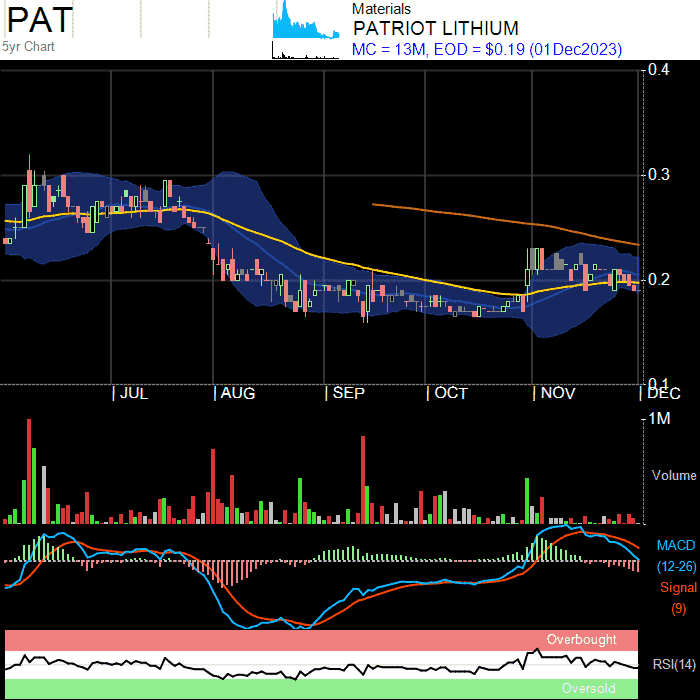 PAT
5yr Chart
Materials
PATRIOT LITHIUM
MC = 13M, EOD = $0.19 (01Dec2023)
0.4
0.3
0.2
0.1
JUL AUG SEP OCT NOV DEC
1M
Volume
MACD
(12-26)
Signal
(9)
Overbought
RSI(14)
Oversold